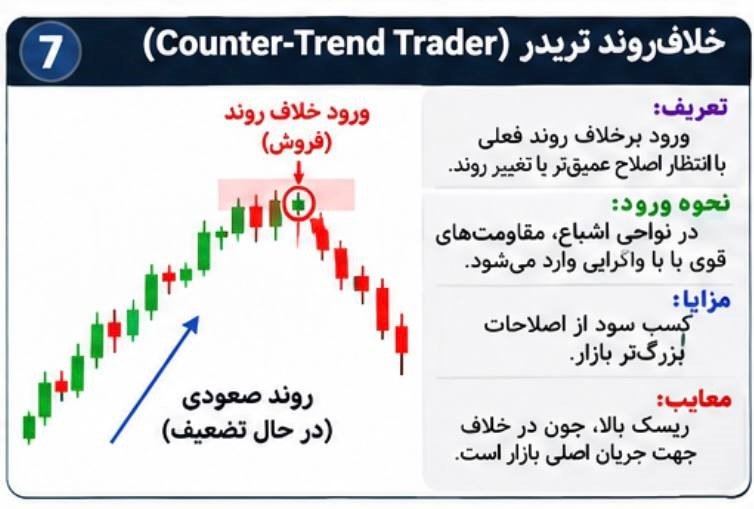 7
خلاف‌روند تریدر (Counter-Trend Trader)
ورود خلاف روند
(فروش)
روند صعودی
(در حال تضعیف)
تعریف:
ورود برخلاف روند فعلی
با انتظار اصلاح عمیق‌تر یا تغییر روند.
نحوه ورود:
در نواحی اشباع، مقاومت‌های
قوی با با واگرایی وارد می‌شود.
مزایا:
کسب سود از اصلاحات
بزرگ‌تر بازار.
معایب:
ریسک بالا، چون در خلاف
جهت جریان اصلی بازار است.